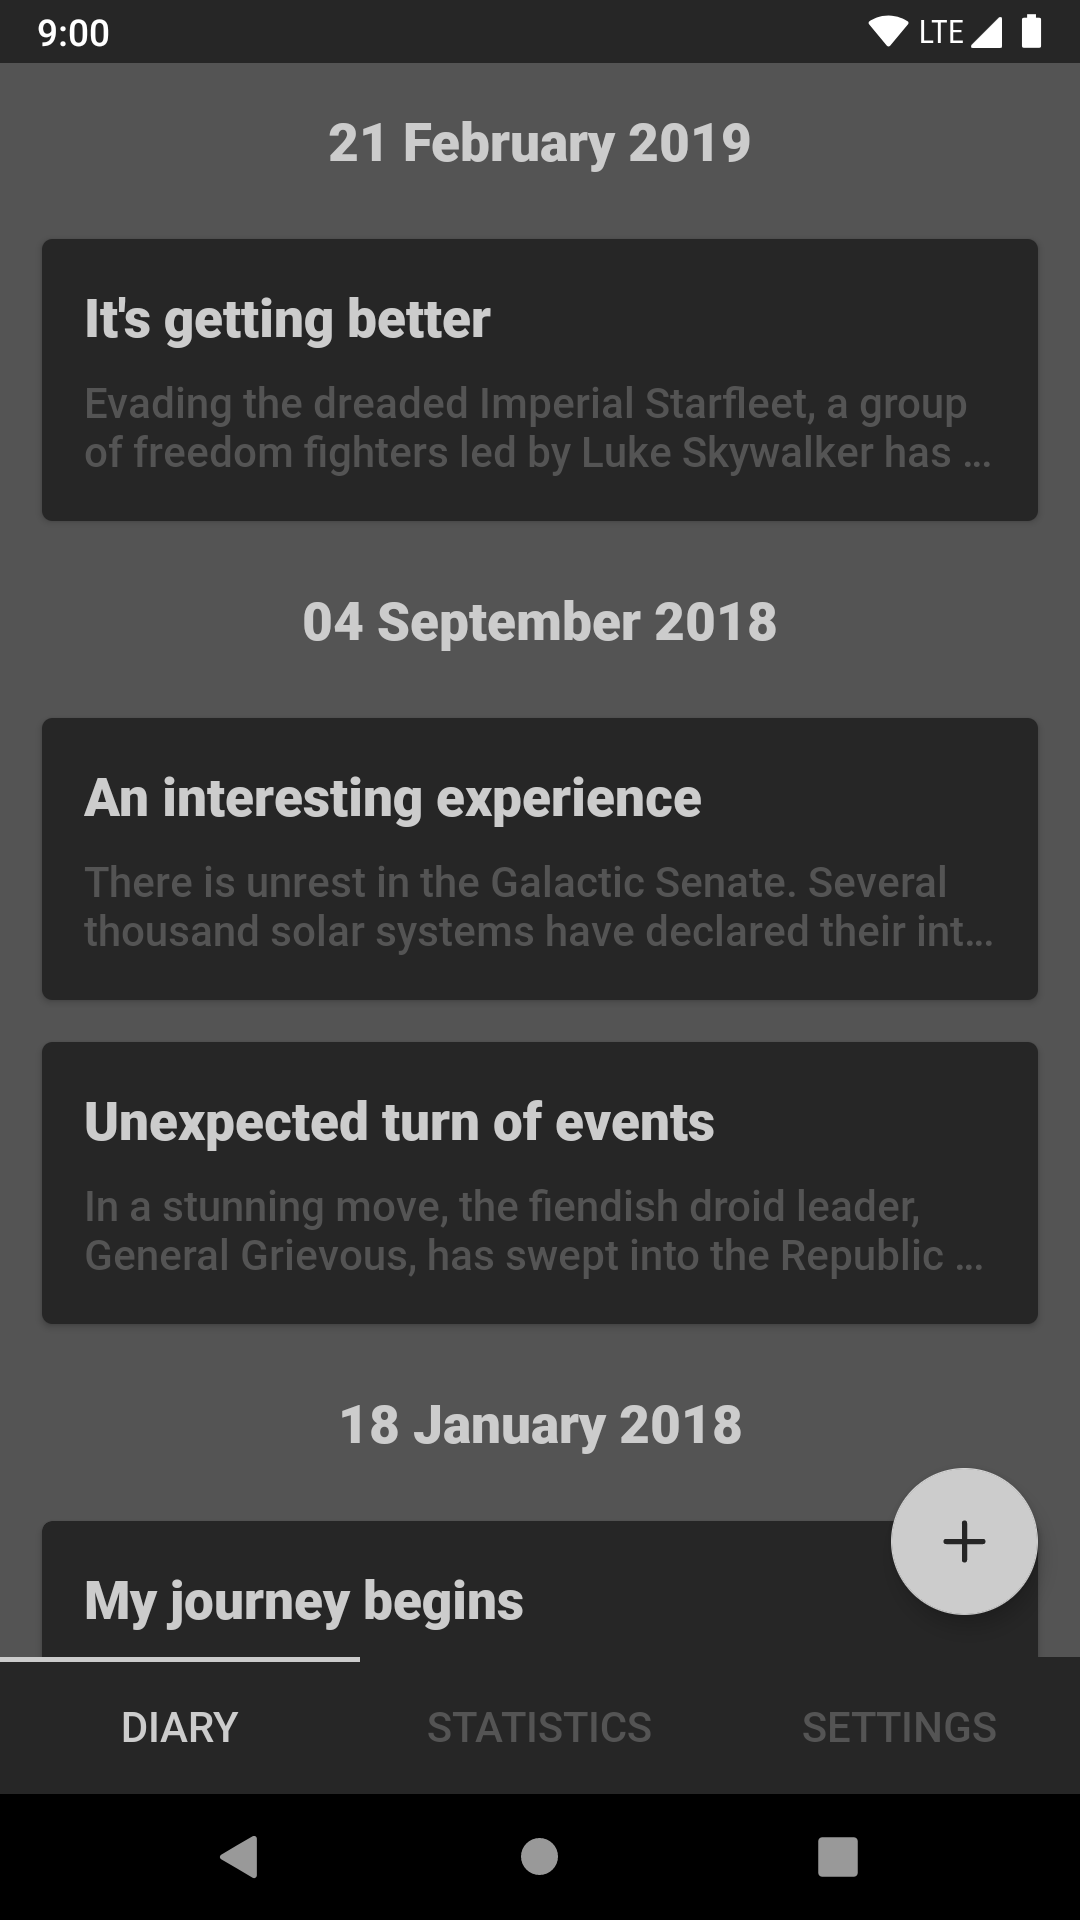 9:00
LTE
21 February 2019
It's getting better
Evading the dreaded Imperial Starfleet, a group
of freedom fighters led by Luke Skywalker has …
04 September 2018
An interesting experience
There is unrest in the Galactic Senate. Several
thousand solar systems have declared their int…
Unexpected turn of events
In a stunning move, the fiendish droid leader,
General Grievous, has swept into the Republic …
18 January 2018
My journey begins
DIARY
STATISTICS
SETTINGS